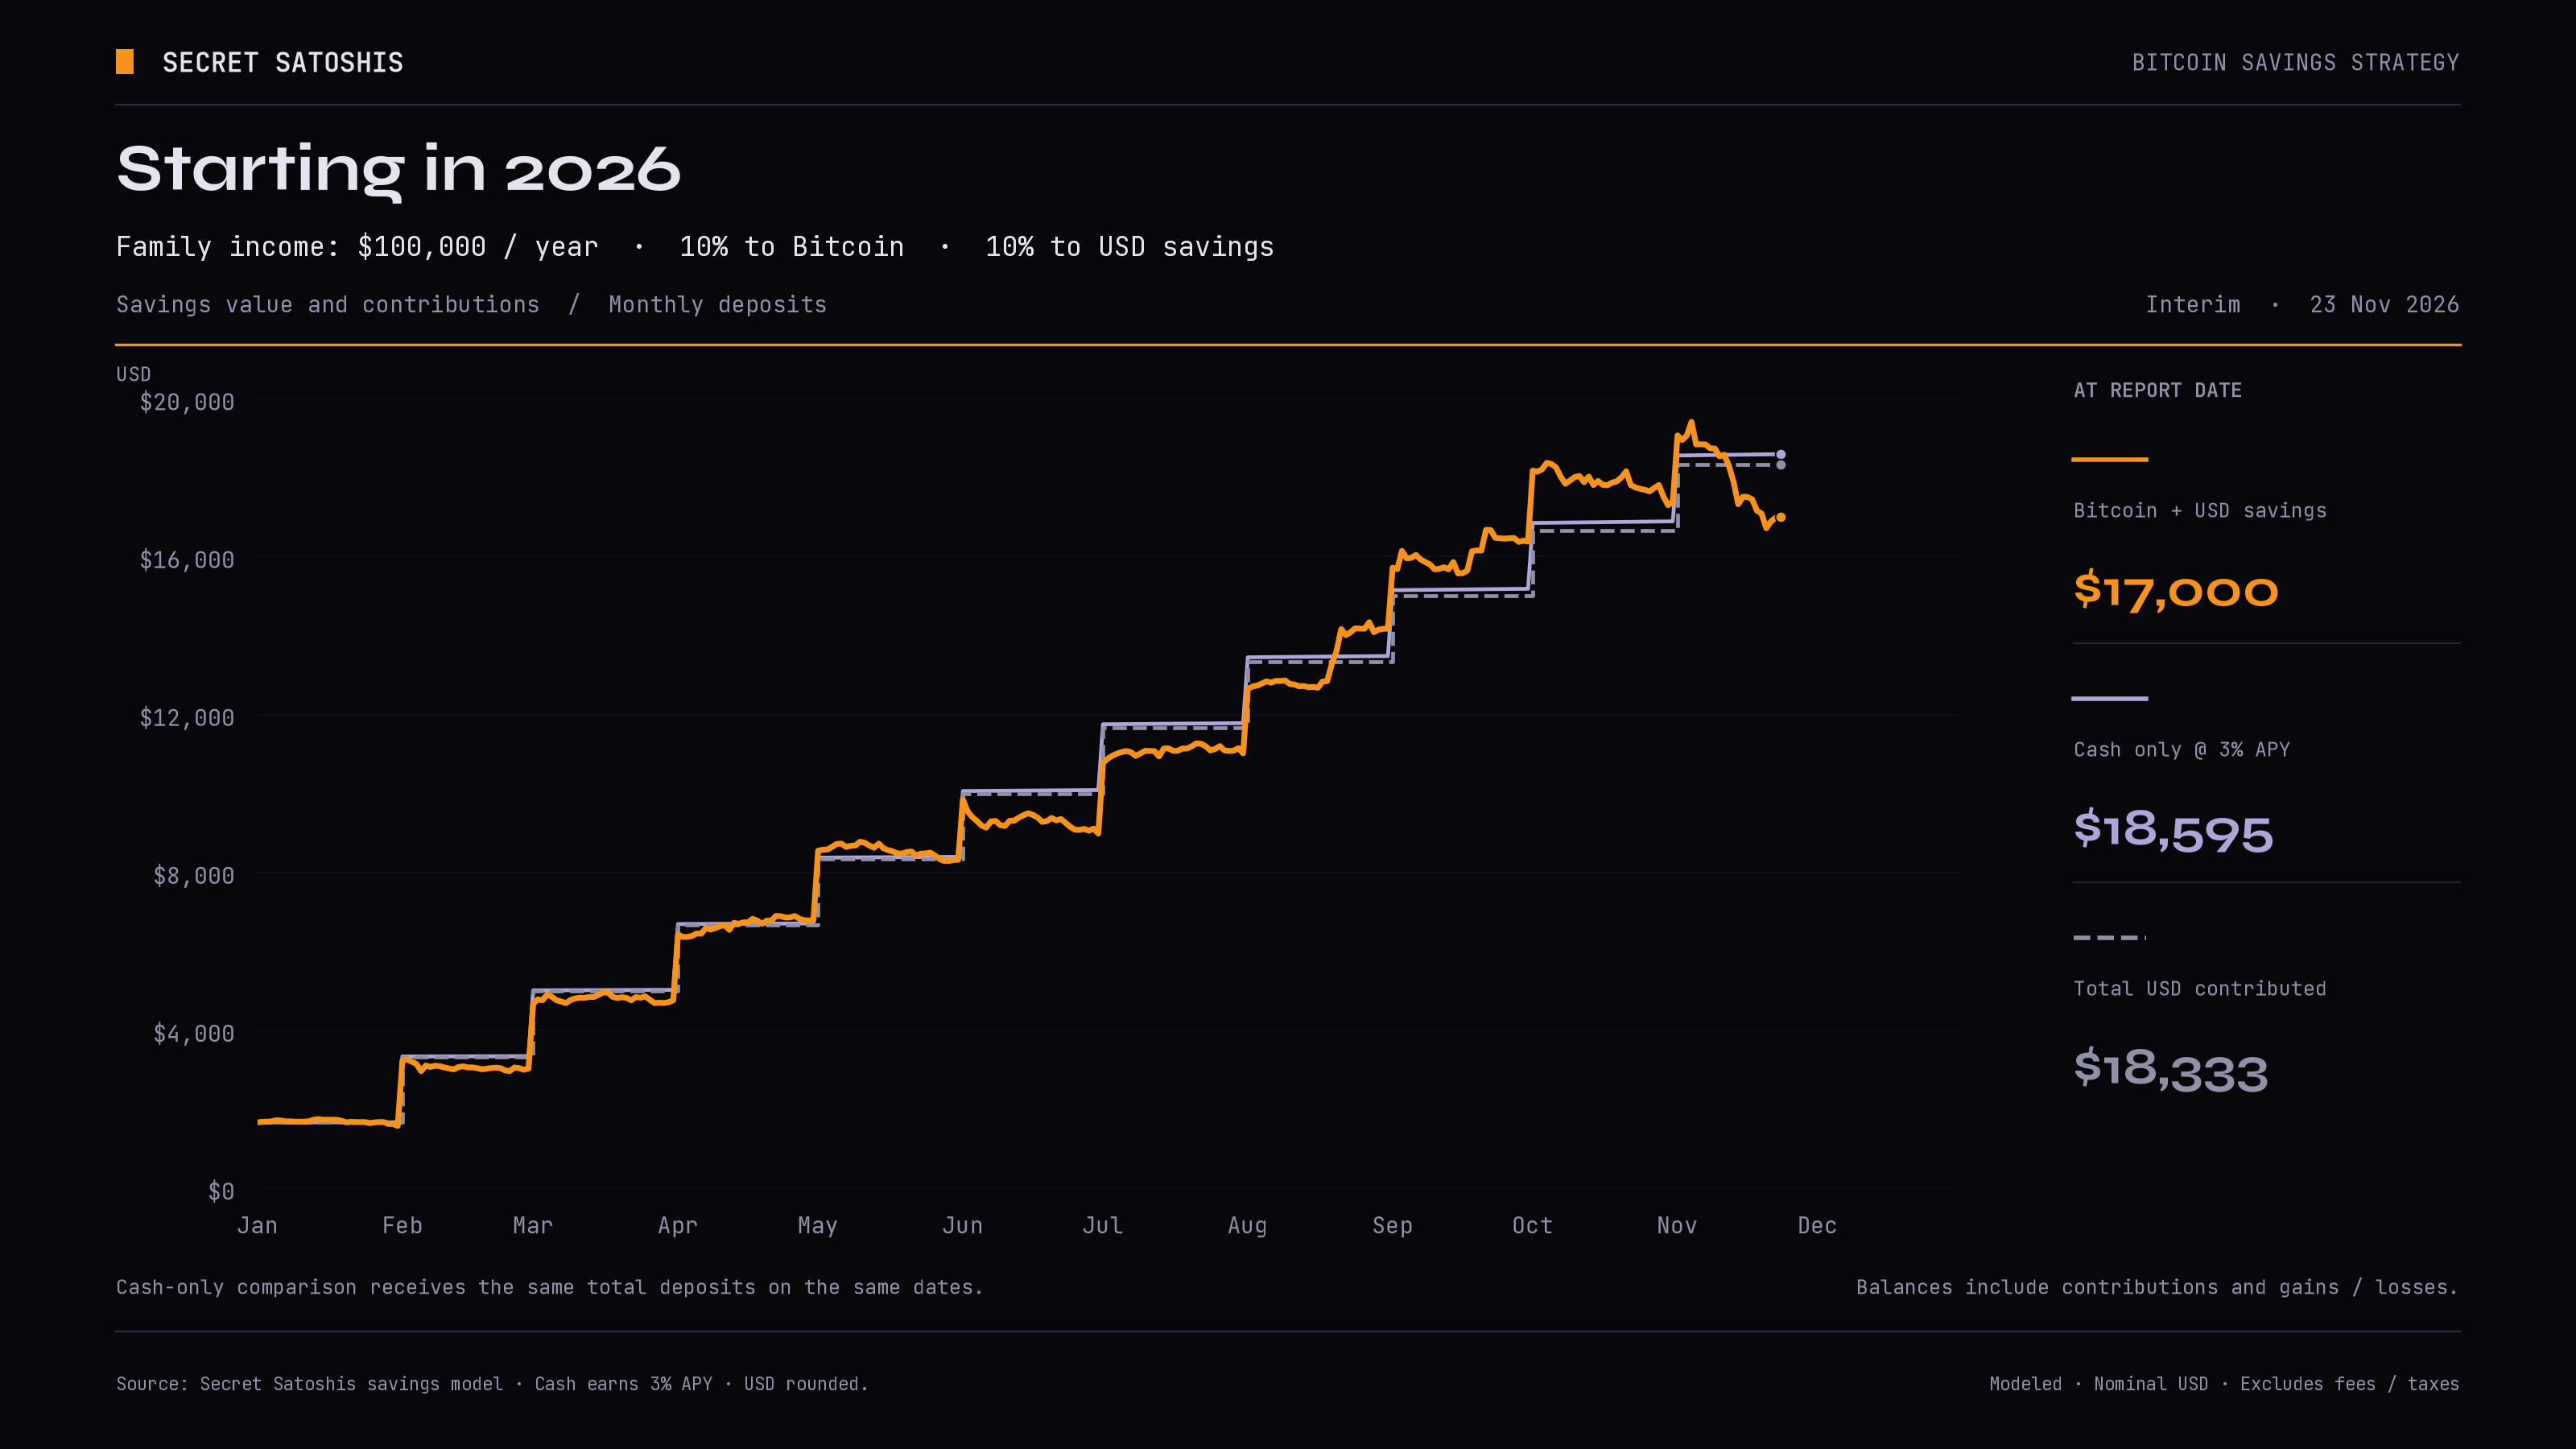 SECRET SATOSHIS
BITCOIN SAVINGS STRATEGY
Starting in 2026
Family income: $100,000 / year · 10% to Bitcoin · 10% to USD savings
Savings value and contributions / Monthly deposits
Interim · 23 Nov 2026
USD
$20,000
$16,000
$12,000
$8,000
$4,000
$0
Jan Feb Mar Apr May Jun Jul Aug Sep Oct Nov Dec
AT REPORT DATE
Bitcoin + USD savings
$17,000
Cash only @ 3% APY
$18,595
Total USD contributed
$18,333
Cash-only comparison receives the same total deposits on the same dates.
Balances include contributions and gains / losses.
Source: Secret Satoshis savings model · Cash earns 3% APY · USD rounded.
Modeled · Nominal USD · Excludes fees / taxes